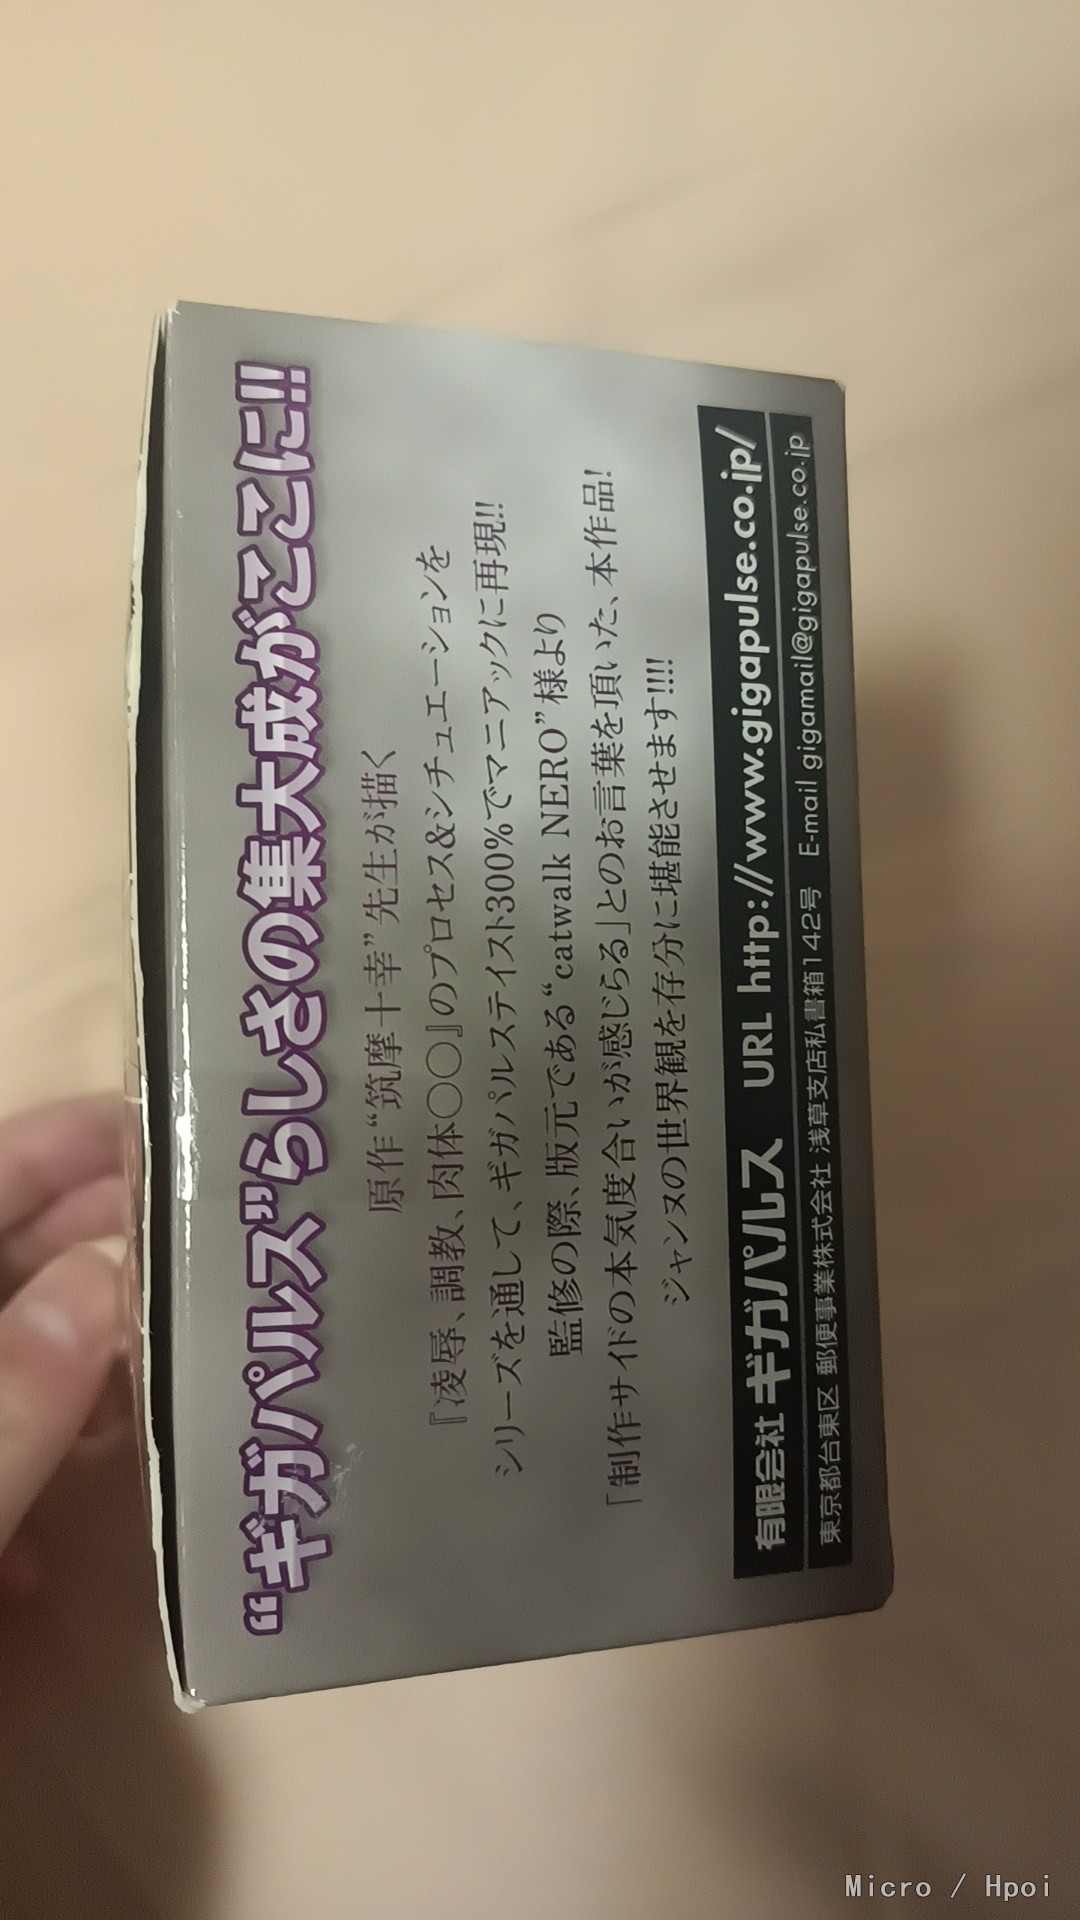 “ギガパルス”らしさの集大成がここに!!
原作“筑摩十幸”先生が描く
『凌辱、調教、肉体〇〇』のプロセス&シチュエーションを
シリーズを通して、ギガパルステイスト300%でマニアックに再現!!
監修の際、版元である“catwalk NERO”様より
「制作サイドの本気度合いが感じらる」とのお言葉を頂いた、本作品!
ジャンヌの世界観を存分に堪能させます!!!!
有限会社 ギガパルス URL http://www.gigapulse.co.jp/
東京都台東区 郵便事業株式会社 浅草支店私書箱142号 E-mail gigamail@gigapulse.co.jp
Micro / Hpoi